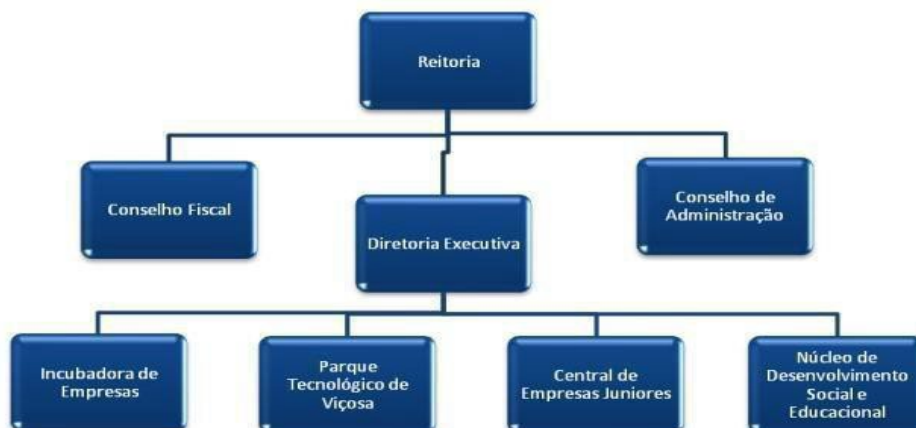 Reitoria
Conselho Fiscal
Diretoria Executiva
Conselho de
Administração
Incubadora de
Empresas
Parque
Tecnológico de
Viçosa
Central de
Empresas Juniores
Núcleo de
Desenvolvimento
Social e
Educacional